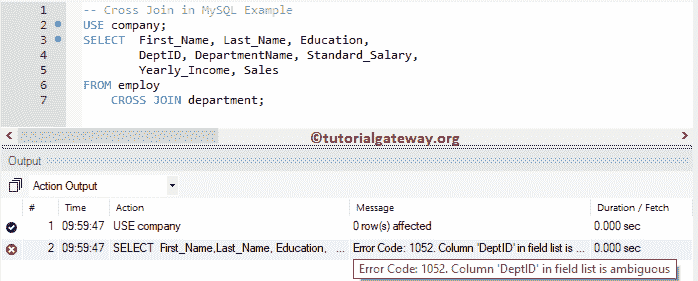 1 -- Cross Join in MySQL Example
2 USE company;
3 SELECT First_Name, Last_Name, Education,
4 DeptID, DepartmentName, Standard_Salary,
5 Yearly_Income, Sales
6 FROM employ
7 CROSS JOIN department;
©tutorialgateway.org
Output
Action Output
# Time Action Message Duration / Fetch
1 09:59:47 USE company 0 row(s) affected 0.000 sec
2 09:59:47 SELECT First_Name,Last_Name, Education, ... Error Code: 1052. Column 'DeptID' in field list is ... 0.000 sec
Error Code: 1052. Column 'DeptID' in field list is ambiguous